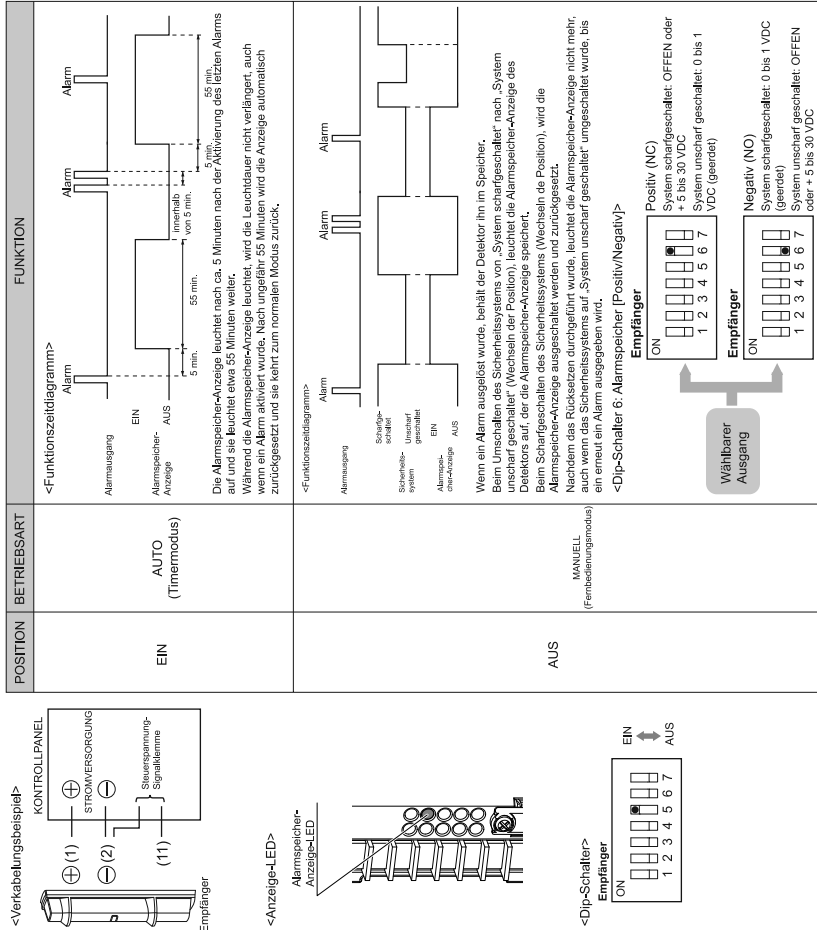 <Verkabelungsbeispiel>
KONTROLLPANEL
(1)
STROMVERSORGUNG
(2)
Steuerspannung-
Signalklemme
(11)
Empfänger
<Anzeige-LED>
Alarmspeicher-
Anzeige-LED
<Dip-Schalter>
Empfänger
ON
1 2 3 4 5 6 7
EIN
AUS
POSITION
BETRIEBSART
FUNKTION
EIN
AUTO
(Timermodus)
<Funktionszeitdiagramm>
Alarm
Alarm
Alarm
Alarmausgang
EIN
Alarmspeicher-
Anzeige
AUS
5 min.
55 min.
innerhalb
von 5 min.
5 min.
55 min.
Die Alarmspeicher-Anzeige leuchtet nach ca. 5 Minuten nach der Aktivierung des letzten Alarms
auf und sie leuchtet etwa 55 Minuten weiter.
Während die Alarmspeicher-Anzeige leuchtet, wird die Leuchtdauer nicht verlängert, auch
wenn ein Alarm aktiviert wurde. Nach ungefähr 55 Minuten wird die Anzeige automatisch
zurückgesetzt und sie kehrt zum normalen Modus zurück.
AUS
MANUELL
(Fernbedienungsmodus)
<Funktionszeitdiagramm>
Alarm
Alarm
Alarm
Alarmausgang
Scharfge-
schaltet
Sicherheits-
system
Unscharf
geschaltet
EIN
Alarmspei-
cher-Anzeige
AUS
Wenn ein Alarm ausgelöst wurde, behält der Detektor ihn im Speicher.
Beim Umschalten des Sicherheitssystems von „System scharfgeschaltet" nach „System
unscharf geschaltet" (Wechseln der Position), leuchtet die Alarmspeicher-Anzeige des
Detektors auf, der die Alarmspeicher-Anzeige speichert.
Beim Scharfgeschalten des Sicherheitssystems (Wechseln de Position), wird die
Alarmspeicher-Anzeige ausgeschaltet werden und zurückgesetzt.
Nachdem das Rücksetzen durchgeführt wurde, leuchtet die Alarmspeicher-Anzeige nicht mehr,
auch wenn das Sicherheitssystems auf „System unscharf geschaltet" umgeschaltet wurde, bis
ein erneut ein Alarm ausgegeben wird.
<Dip-Schalter 6: Alarmspeicher [Positiv/Negativ]>
Wählbarer
Ausgang
Empfänger
ON
1 2 3 4 5 6 7
Positiv (NC)
System scharfgeschaltet: OFFEN oder
+ 5 bis 30 VDC
System unscharf geschaltet: 0 bis 1
VDC (geerdet)
Empfänger
ON
1 2 3 4 5 6 7
Negativ (NO)
System scharfgeschaltet: 0 bis 1 VDC
(geerdet)
System unscharf geschaltet: OFFEN
oder + 5 bis 30 VDC